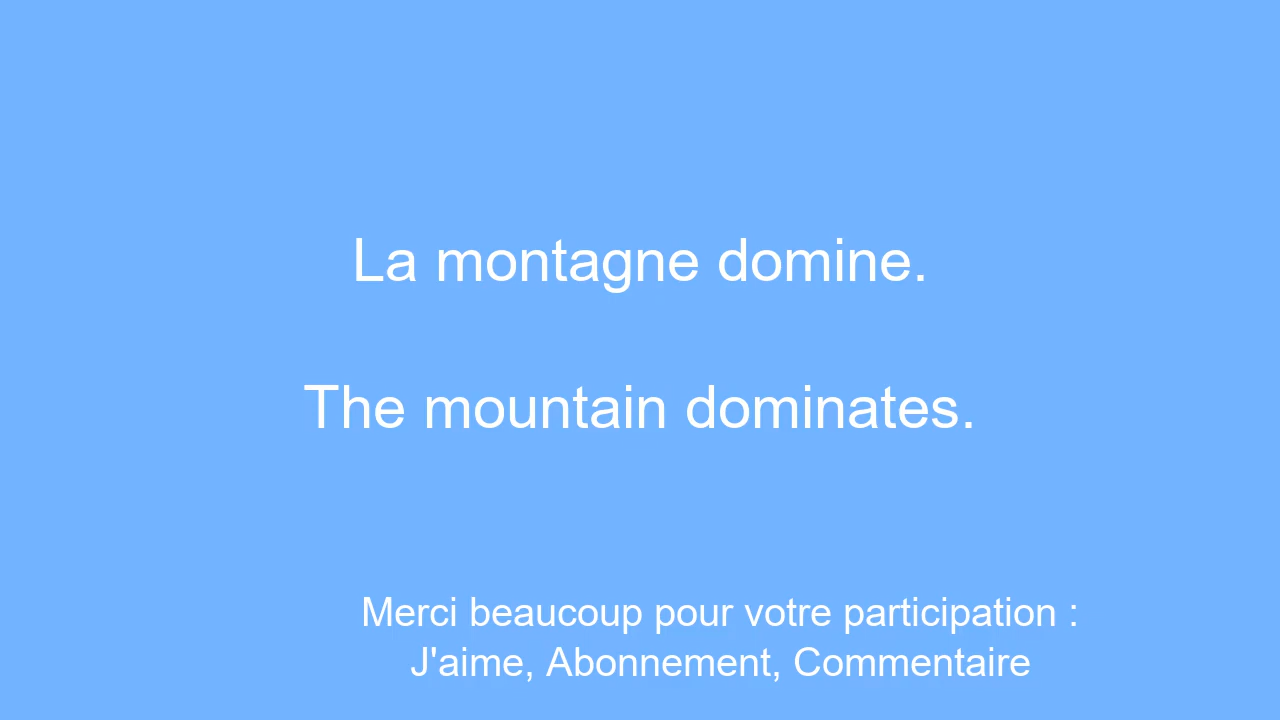 La montagne domine.
The mountain dominates.
Merci beaucoup pour votre participation :
J'aime, Abonnement, Commentaire